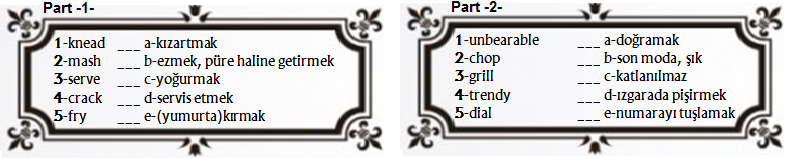 Part -1-
1-knead ___ a-kızartmak
2-mash ___ b-ezmek, püre haline getirmek
3-serve ___ c-yoğurmak
4-crack ___ d-servis etmek
5-fry ___ e-(yumurta)kırmak
Part -2-
1-unbearable ___ a-doğramak
2-chop ___ b-son moda, şık
3-grill ___ c-katlanılmaz
4-trendy ___ d-ızgarada pişirmek
5-dial ___ e-numarayı tuşlamak